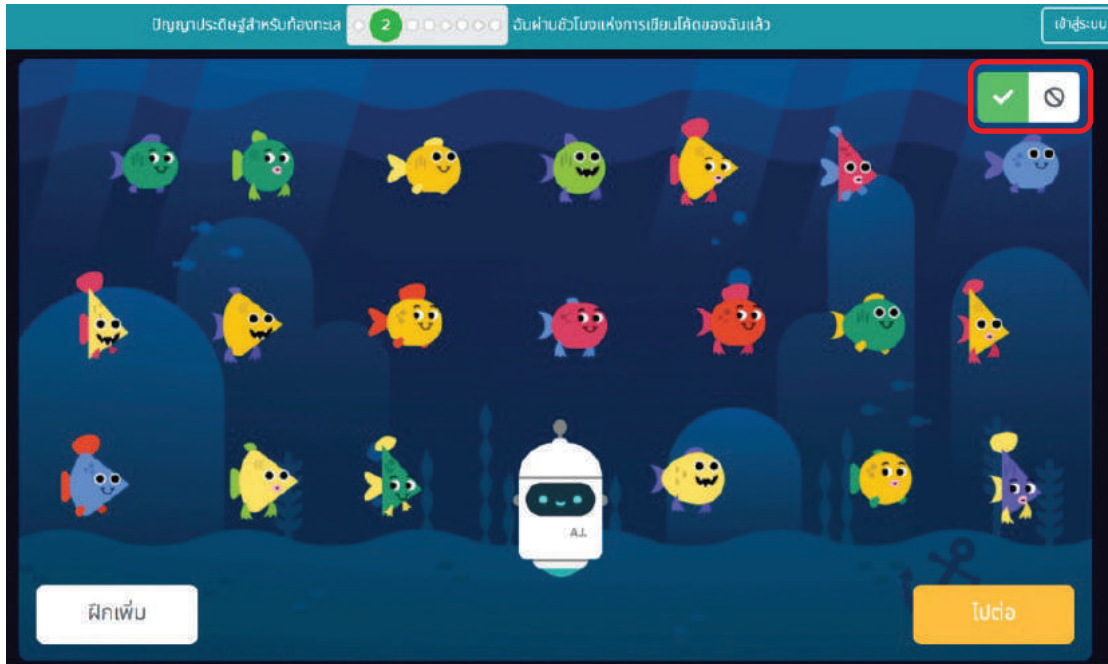 ปัญญาประดิษฐ์สำหรับท้องทะเล 2 ฉันผ่านชั่วโมงแห่งการเขียนโค้ดของฉันแล้ว เข้าสู่ระบบ
A.I.
ฝึกเพิ่ม ไปต่อ